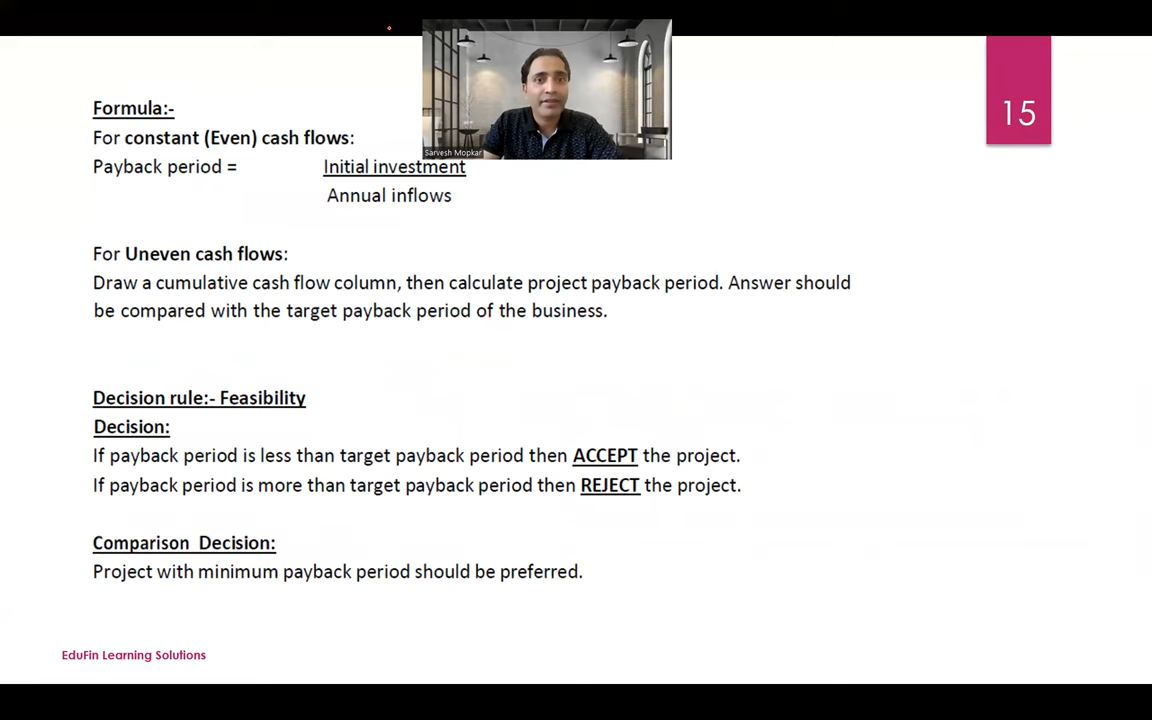 Sarvesh Mopkar
15
Formula:-
For constant (Even) cash flows:
Payback period = Initial investment
Annual inflows
For Uneven cash flows:
Draw a cumulative cash flow column, then calculate project payback period. Answer should
be compared with the target payback period of the business.
Decision rule:- Feasibility
Decision:
If payback period is less than target payback period then ACCEPT the project.
If payback period is more than target payback period then REJECT the project.
Comparison Decision:
Project with minimum payback period should be preferred.
EduFin Learning Solutions